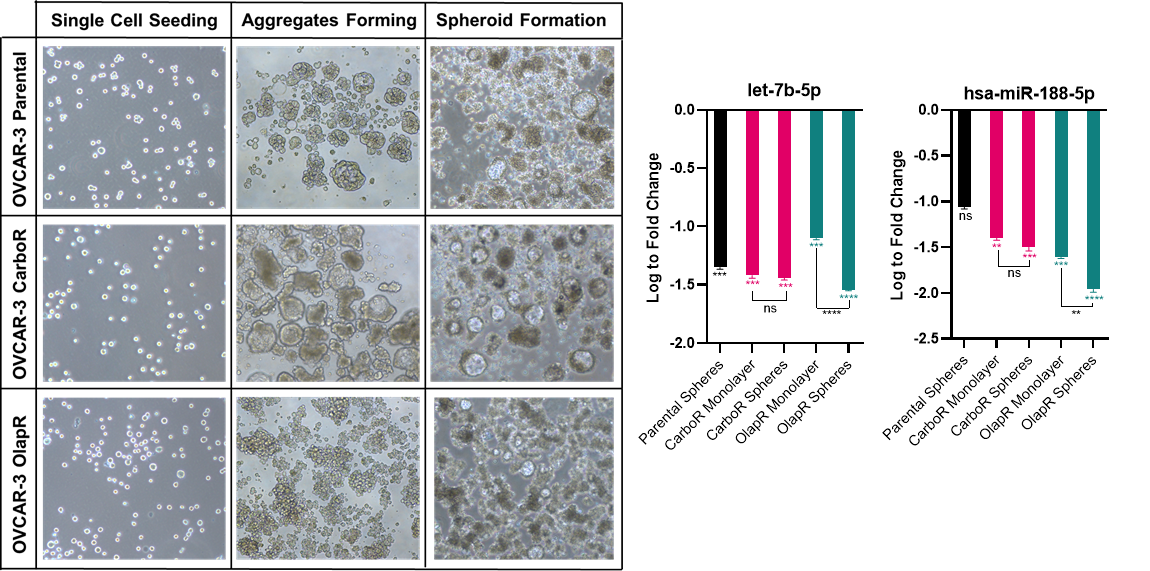 Single Cell Seeding
Aggregates Forming
Spheroid Formation
OVCAR-3 Parental
OVCAR-3 CarboR
OVCAR-3 OlapR
let-7b-5p
Log to Fold Change
0.0
-0.5
-1.0
-1.5
-2.0
***
***
***
***
****
ns
****
Parental Spheres
CarboR Monolayer
CarboR Spheres
OlapR Monolayer
OlapR Spheres
hsa-miR-188-5p
Log to Fold Change
0.0
-0.5
-1.0
-1.5
-2.0
-2.5
ns
**
***
***
****
ns
**
Parental Spheres
CarboR Monolayer
CarboR Spheres
OlapR Monolayer
OlapR Spheres